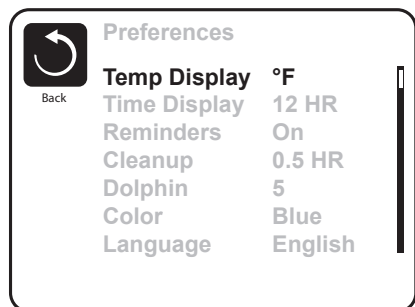 Preferences
Back
Temp Display °F
Time Display 12 HR
Reminders On
Cleanup 0.5 HR
Dolphin 5
Color Blue
Language English